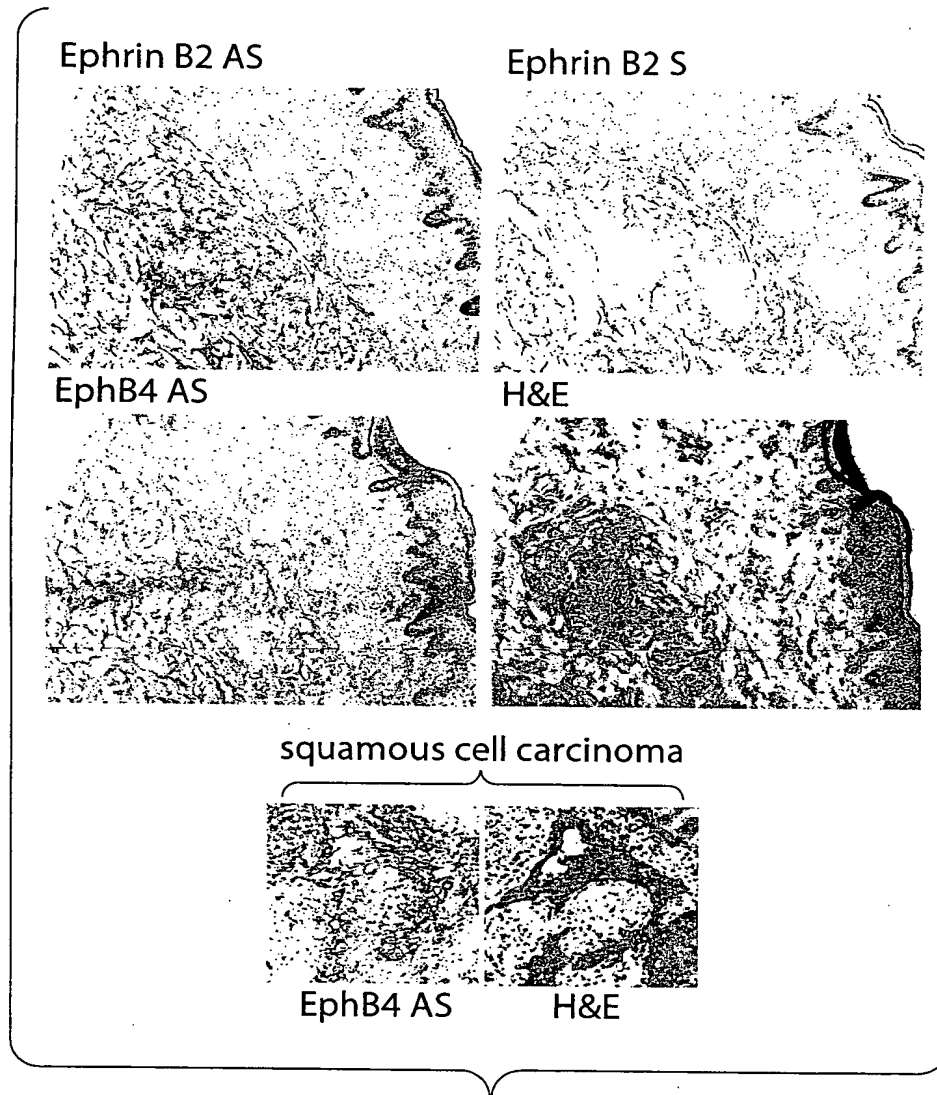 Ephrin B2 AS
Ephrin B2 S
EphB4 AS
H&E
squamous cell carcinoma
EphB4 AS
H&E